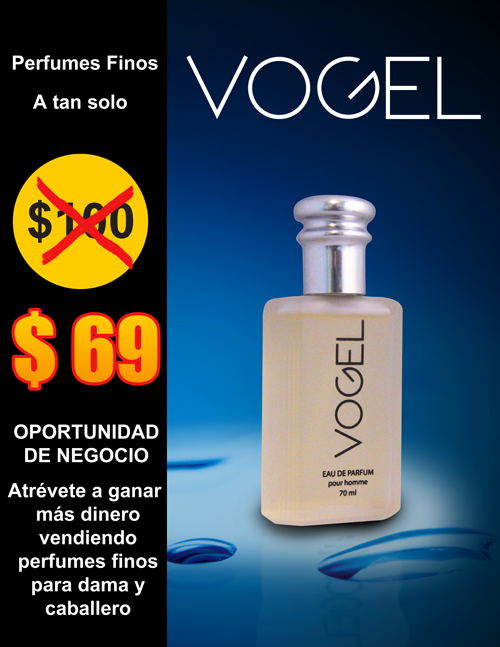 Perfumes Finos
A tan solo
$100
$ 69
OPORTUNIDAD
DE NEGOCIO
Atrévete a ganar
más dinero
vendiendo
perfumes finos
para dama y
caballero
VOGEL
VOGEL
EAU DE PARFUM
pour homme
70 ml